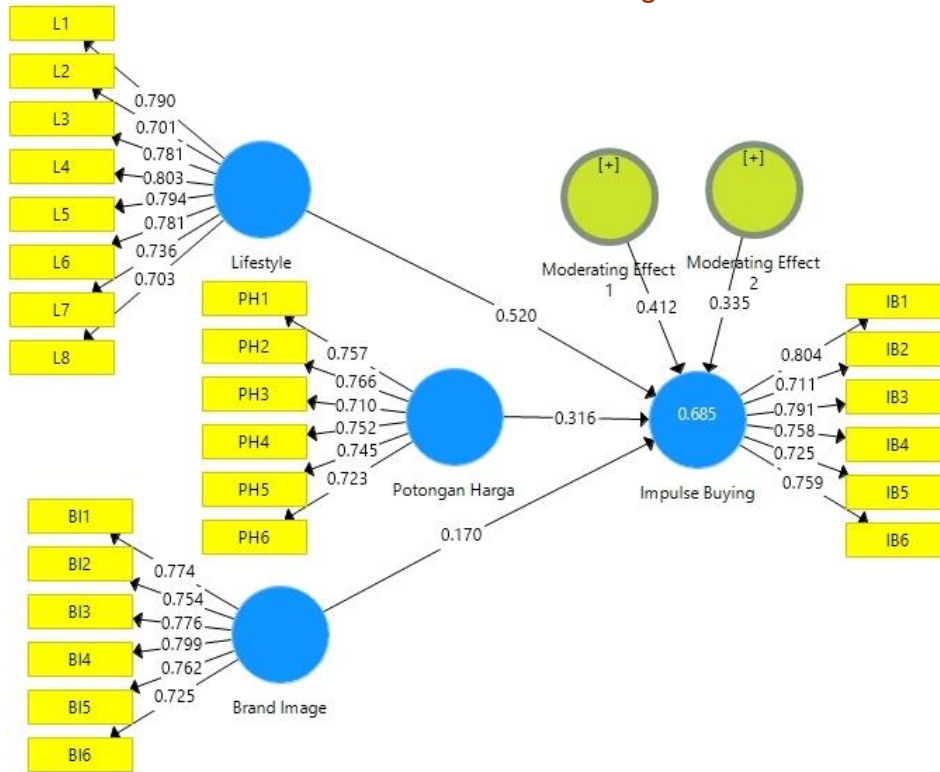 L1
L2
L3
L4
L5
L6
L7
L8
0.790
0.701
0.781
0.803
0.794
0.781
0.736
0.703
Lifestyle
[+]
Moderating Effect
1
[+]
Moderating Effect
2
0.412
0.335
0.520
PH1
PH2
PH3
PH4
PH5
PH6
0.757
0.766
0.710
0.752
0.745
0.723
Potongan Harga
0.316
0.685
Impulse Buying
IB1
IB2
IB3
IB4
IB5
IB6
0.804
0.711
0.791
0.758
0.725
0.759
BI1
BI2
BI3
BI4
BI5
BI6
0.774
0.754
0.776
0.799
0.762
0.725
Brand Image
0.170